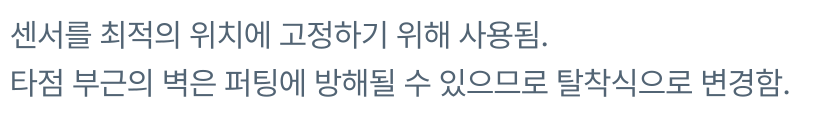 센서를 최적의 위치에 고정하기 위해 사용됨.
타점 부근의 벽은 퍼팅에 방해될 수 있으므로 탈착식으로 변경함.